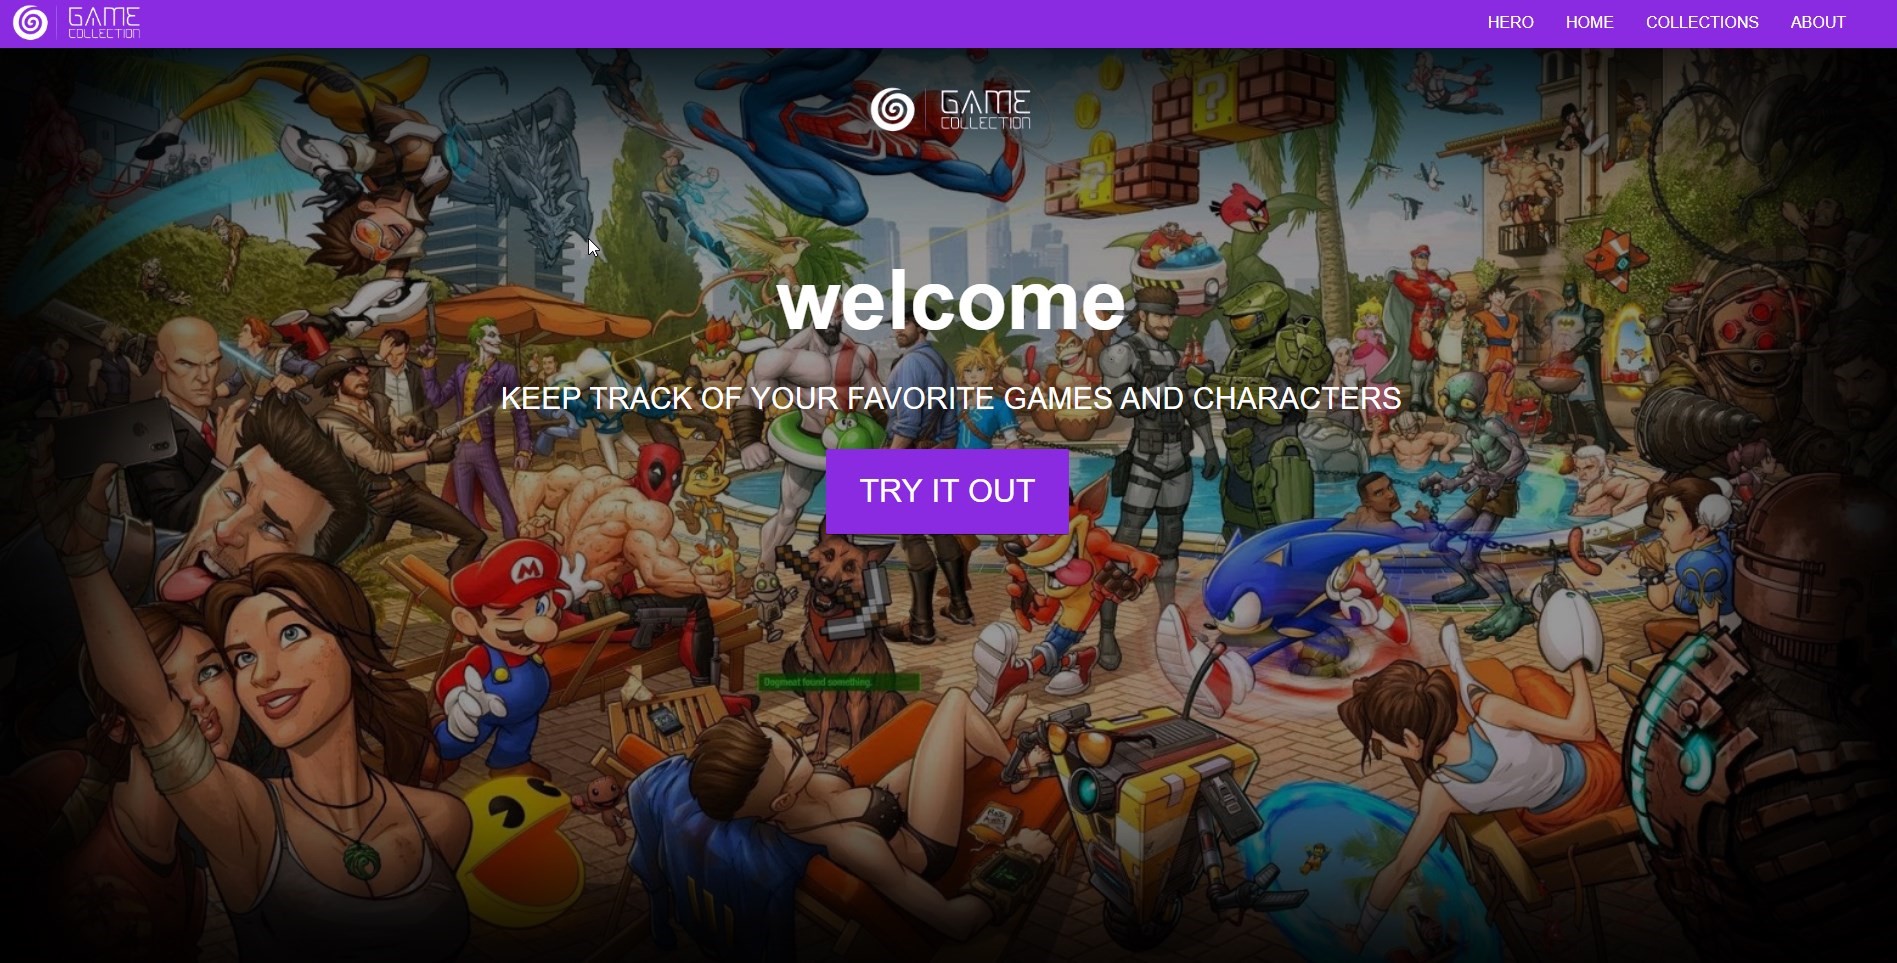 GAME
COLLECTION
HERO HOME COLLECTIONS ABOUT
GAME
COLLECTION
welcome
KEEP TRACK OF YOUR FAVORITE GAMES AND CHARACTERS
TRY IT OUT
M
Dogmeat found something.